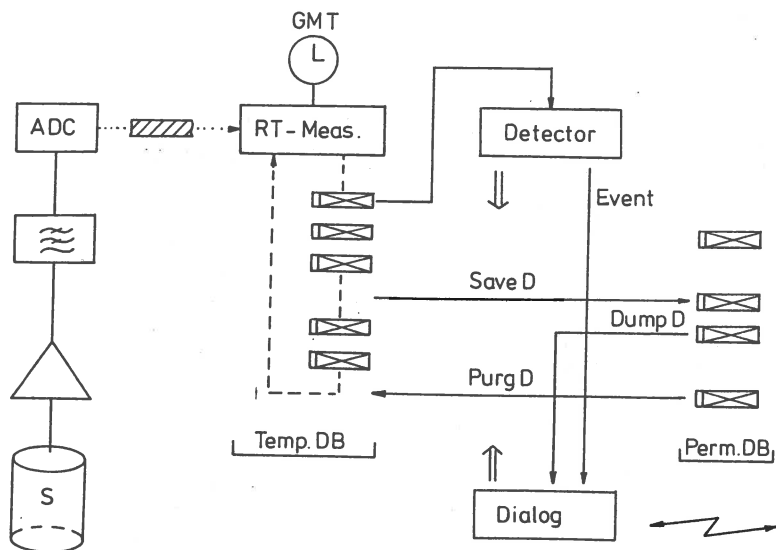 GMT
ADC
RT-Meas.
Detector
Event
Save D
Dump D
Purg D
Temp. DB
Perm. DB
S
Dialog